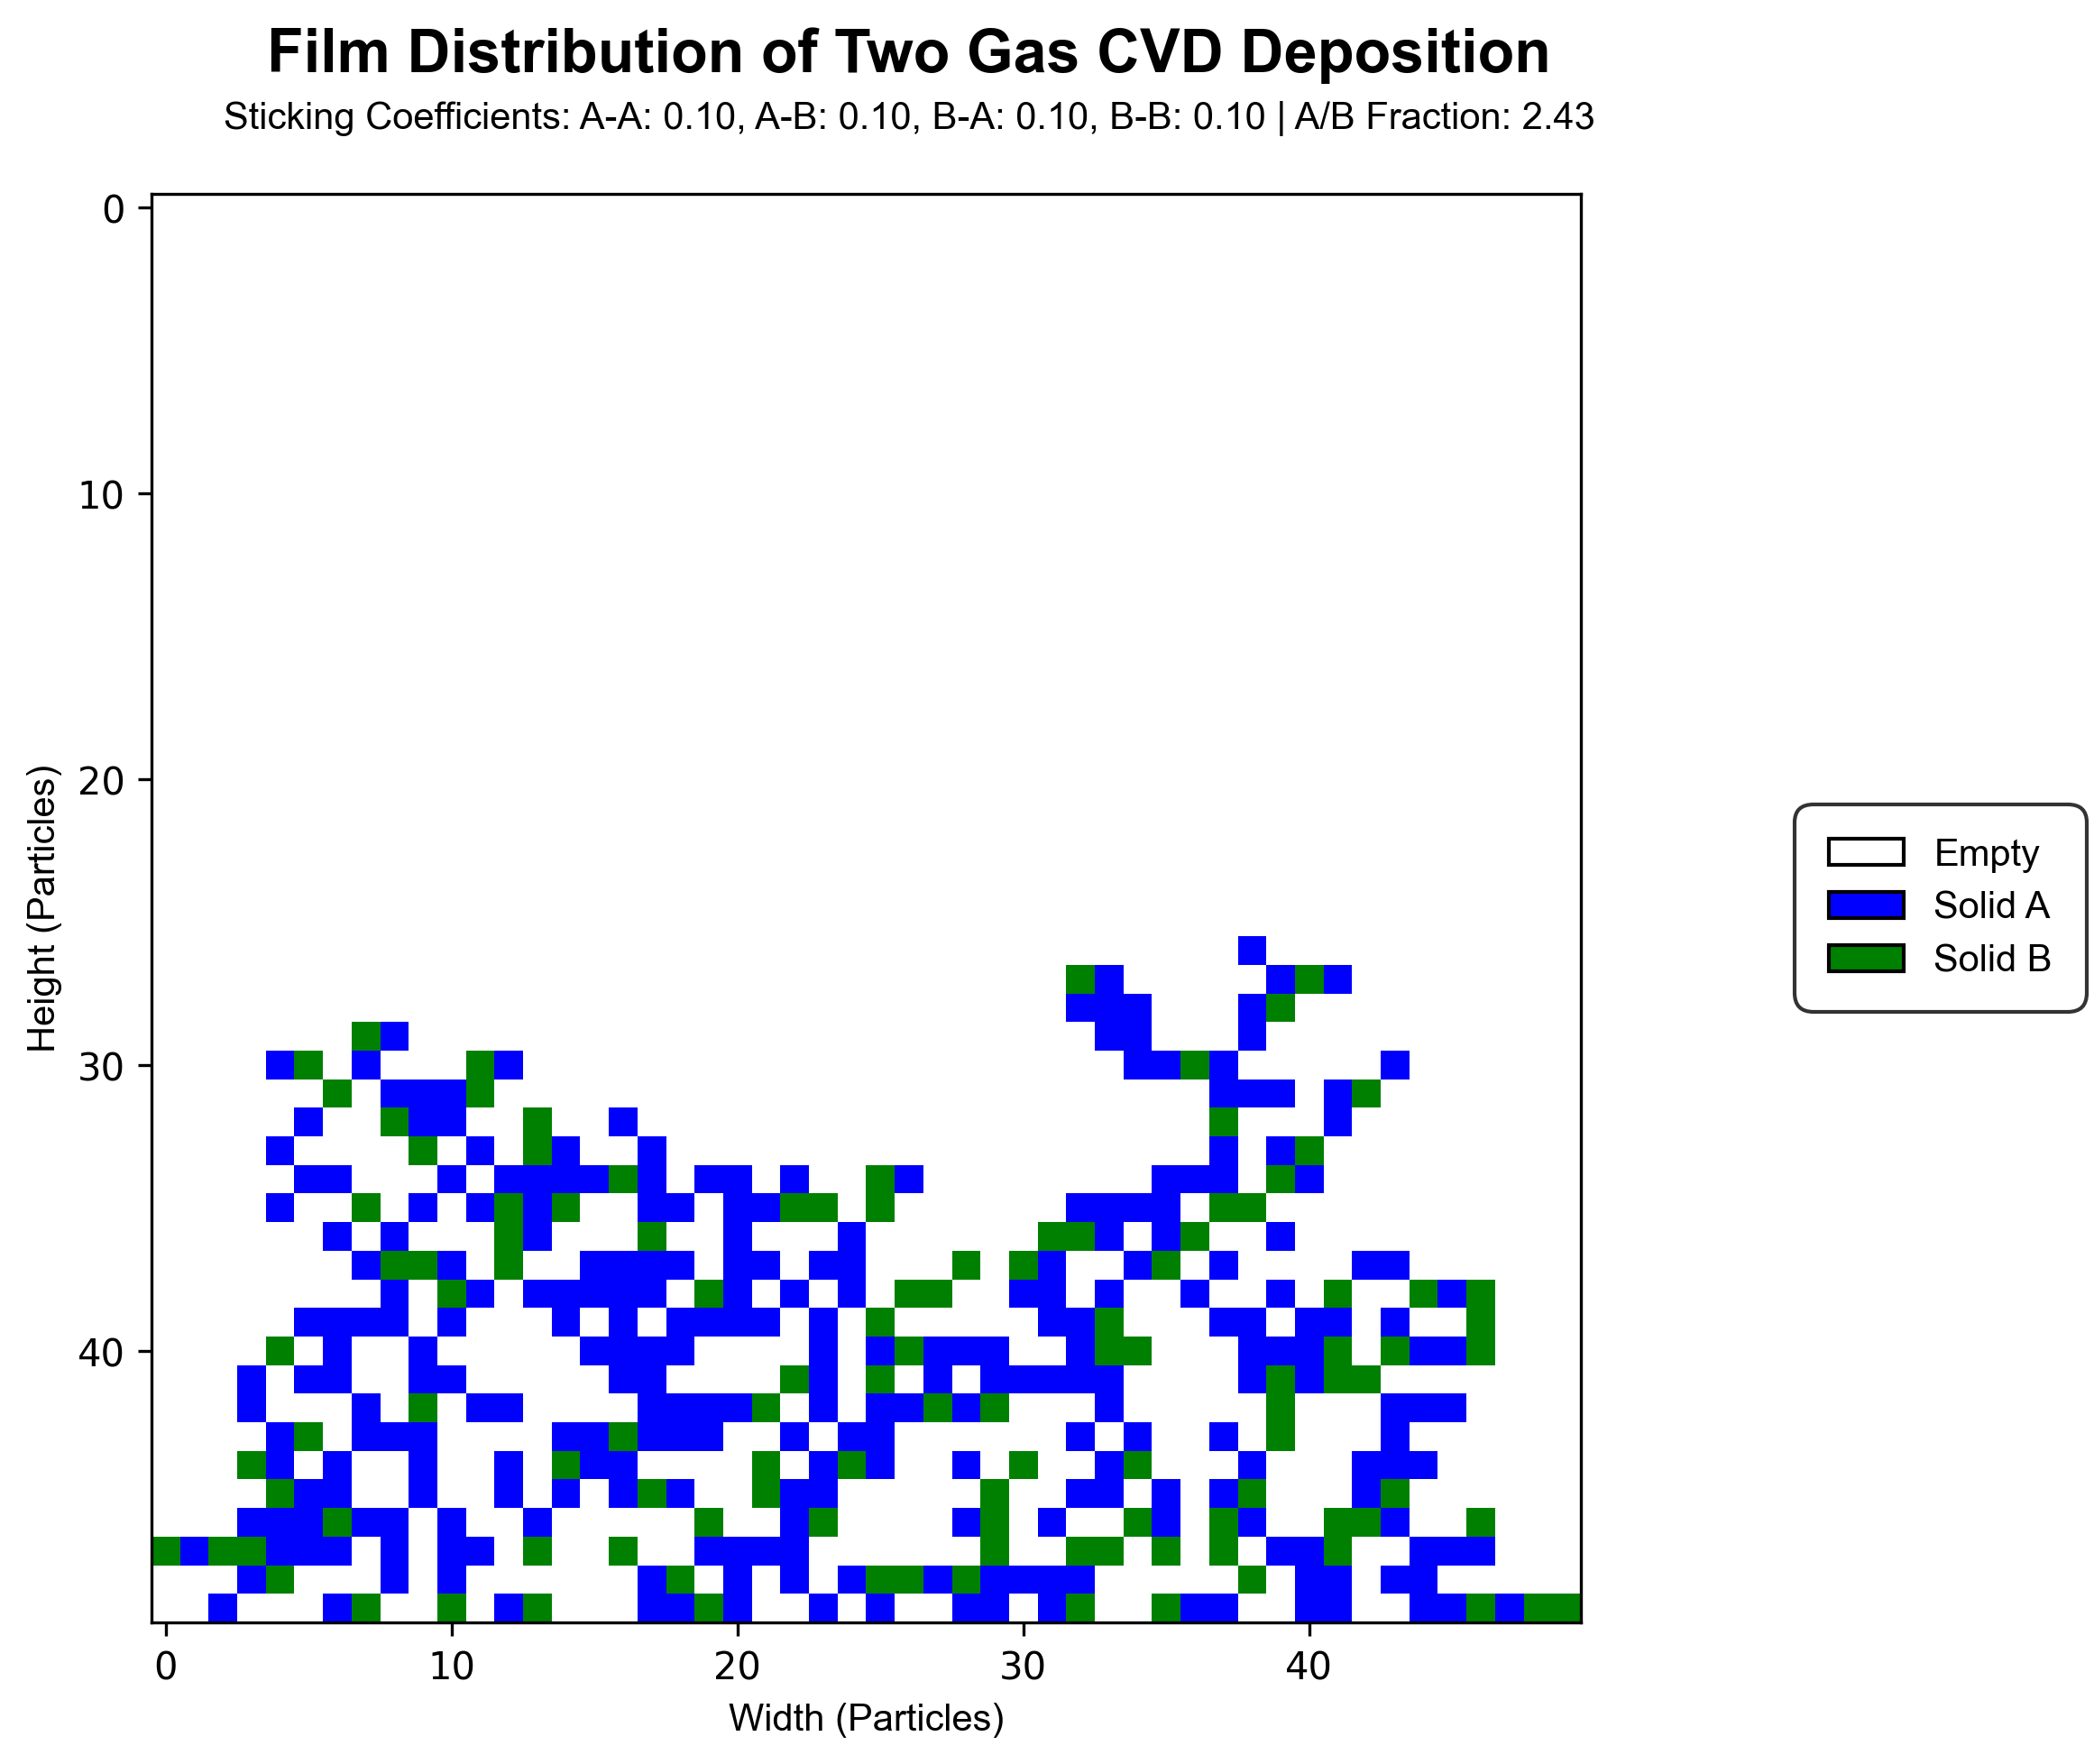 Film Distribution of Two Gas CVD Deposition
Sticking Coefficients: A-A: 0.10, A-B: 0.10, B-A: 0.10, B-B: 0.10 | A/B Fraction: 2.43
0
10
20
30
40
Height (Particles)
0 10 20 30 40
Width (Particles)
Empty
Solid A
Solid B